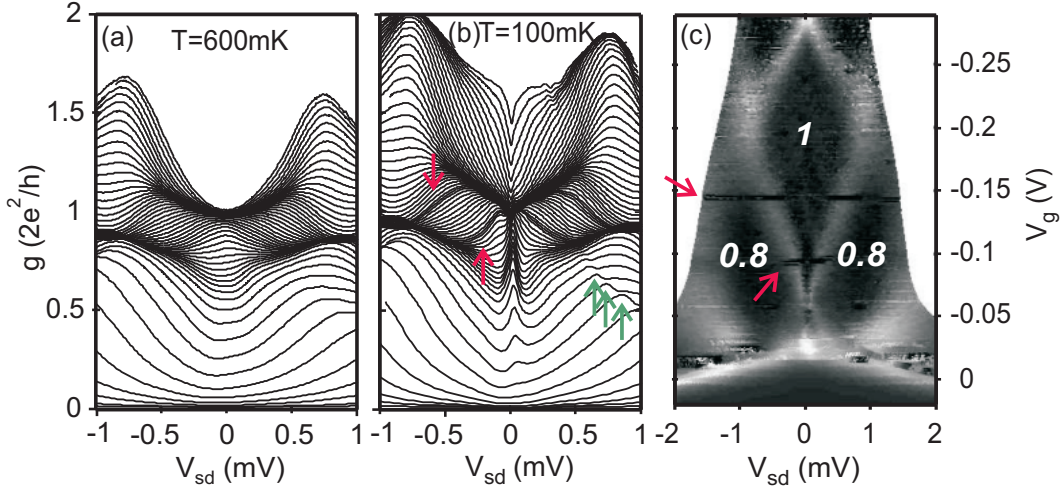 (a) T=600mK
(b)T=100mK
(c)
2
1.5
1
0.5
0
g (2e²/h)
-1 -0.5 0 0.5 1
V_sd (mV)
-1 -0.5 0 0.5 1
V_sd (mV)
1
0.8 0.8
-0.25
-0.2
-0.15
-0.1
-0.05
0
V_g (V)
-2 -1 0 1 2
V_sd (mV)